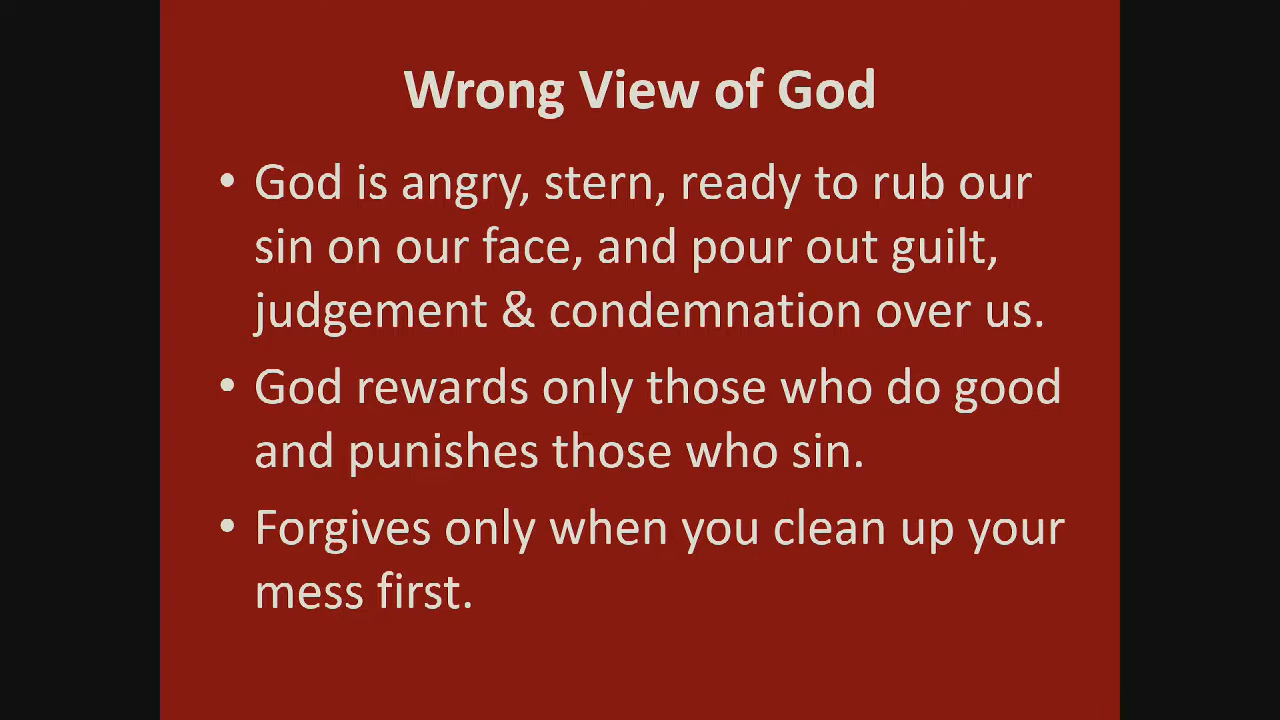 Wrong View of God
• God is angry, stern, ready to rub our
sin on our face, and pour out guilt,
judgement & condemnation over us.
• God rewards only those who do good
and punishes those who sin.
• Forgives only when you clean up your
mess first.